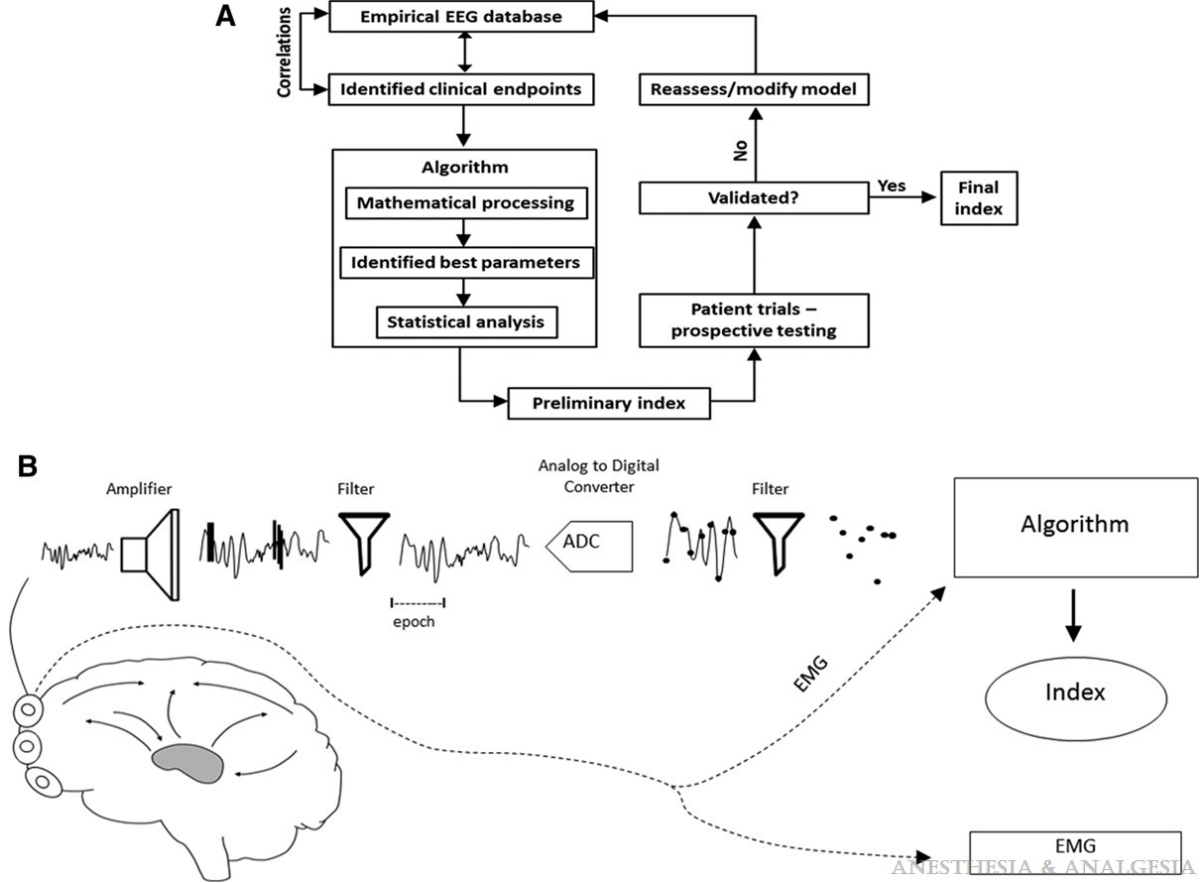 A
Correlations
Empirical EEG database
Identified clinical endpoints
Algorithm
Mathematical processing
Identified best parameters
Statistical analysis
Preliminary index
Patient trials –
prospective testing
Validated?
No
Yes
Reassess/modify model
Final
index
B
Amplifier
Filter
Analog to Digital
Converter
Filter
ADC
epoch
Algorithm
EMG
Index
EMG
ANESTHESIA & ANALGESIA